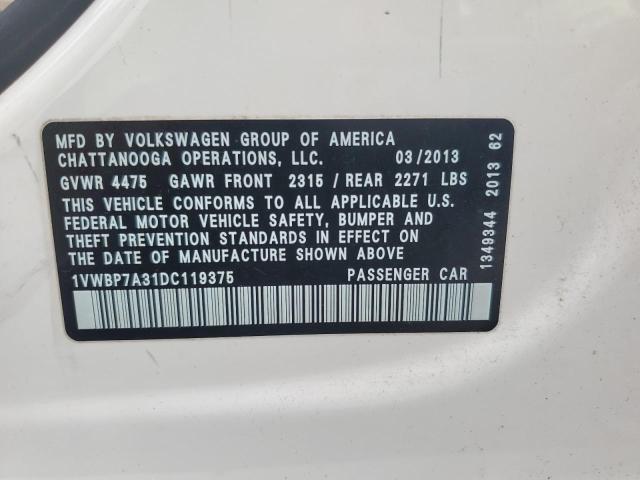 MFD BY VOLKSWAGEN GROUP OF AMERICA
CHATTANOOGA OPERATIONS, LLC. 03/2013
GVWR 4475 GAWR FRONT 2315 / REAR 2271 LBS
THIS VEHICLE CONFORMS TO ALL APPLICABLE U.S.
FEDERAL MOTOR VEHICLE SAFETY, BUMPER AND
THEFT PREVENTION STANDARDS IN EFFECT ON
THE DATE OF MANUFACTURE SHOWN ABOVE
1VWBP7A31DC119375 PASSENGER CAR
1349344 2013 62